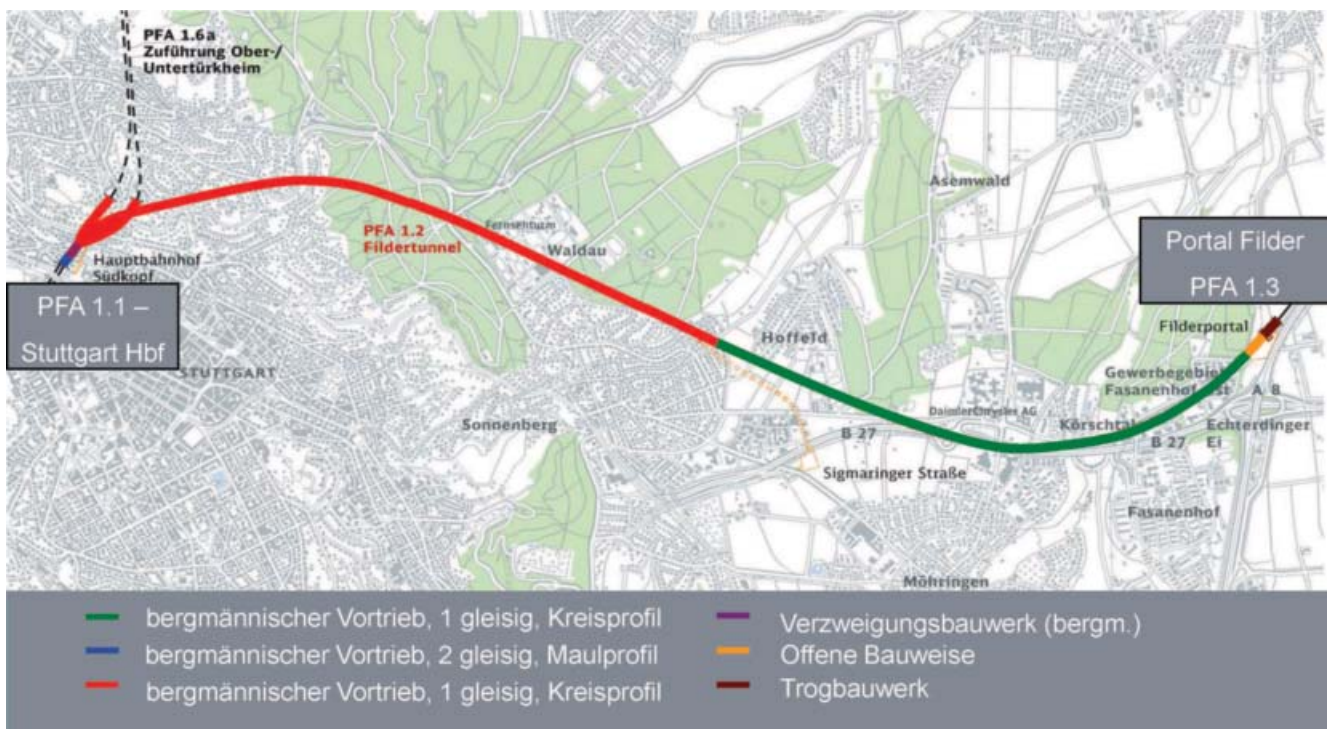 PFA 1.6a
Zuführung Ober-/
Untertürkheim
Asemwald
Fernsehturm
PFA 1.2
Fildertunnel
Waldau
Portal Filder
PFA 1.3
Hauptbahnhof
Südkopf
PFA 1.1 –
Stuttgart Hbf
STUTTGART
Hoffeld
Filderportal
Gewerbegebiet
Fasanenhof Ost
A 8
DaimlerChrysler AG
Sonnenberg
Körschtal
Echterdinger
Ei
B 27
B 27
Sigmaringer Straße
Fasanenhof
Möhringen
bergmännischer Vortrieb, 1 gleisig, Kreisprofil
bergmännischer Vortrieb, 2 gleisig, Maulprofil
bergmännischer Vortrieb, 1 gleisig, Kreisprofil
Verzweigungsbauwerk (bergm.)
Offene Bauweise
Trogbauwerk